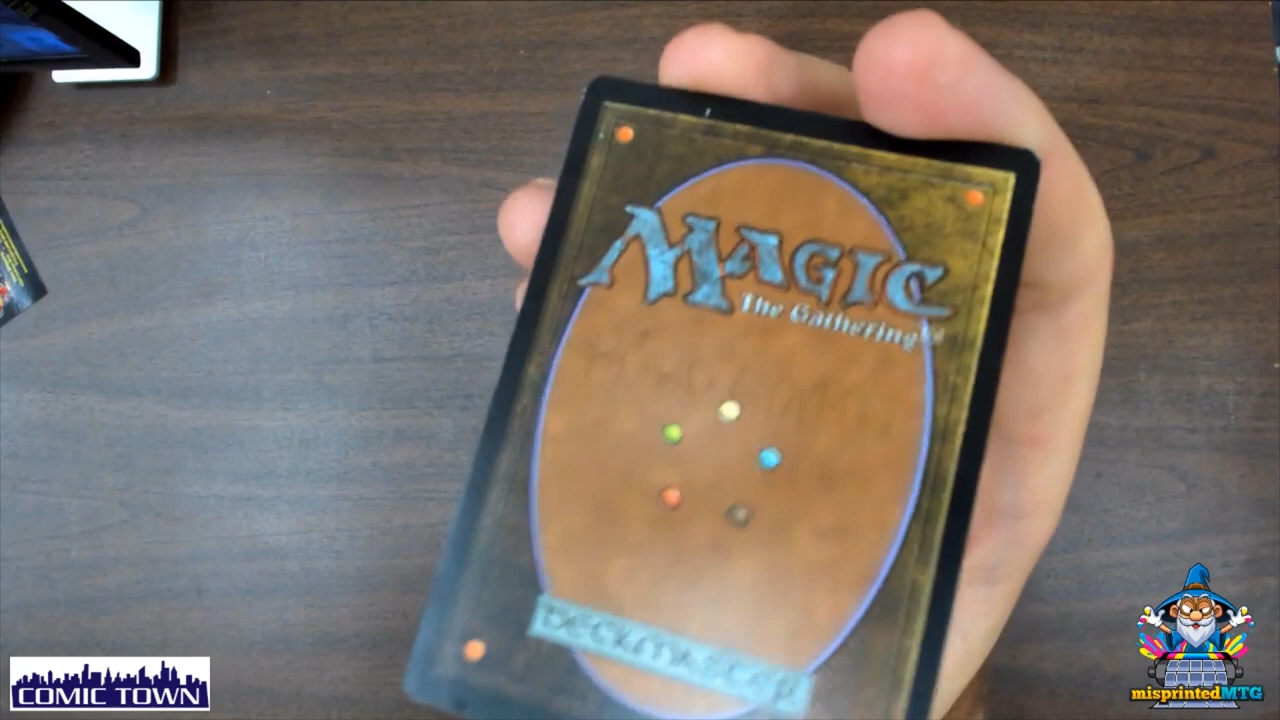 MAGIC
The Gathering
DECKMASTER
COMIC TOWN
misprintedMTG